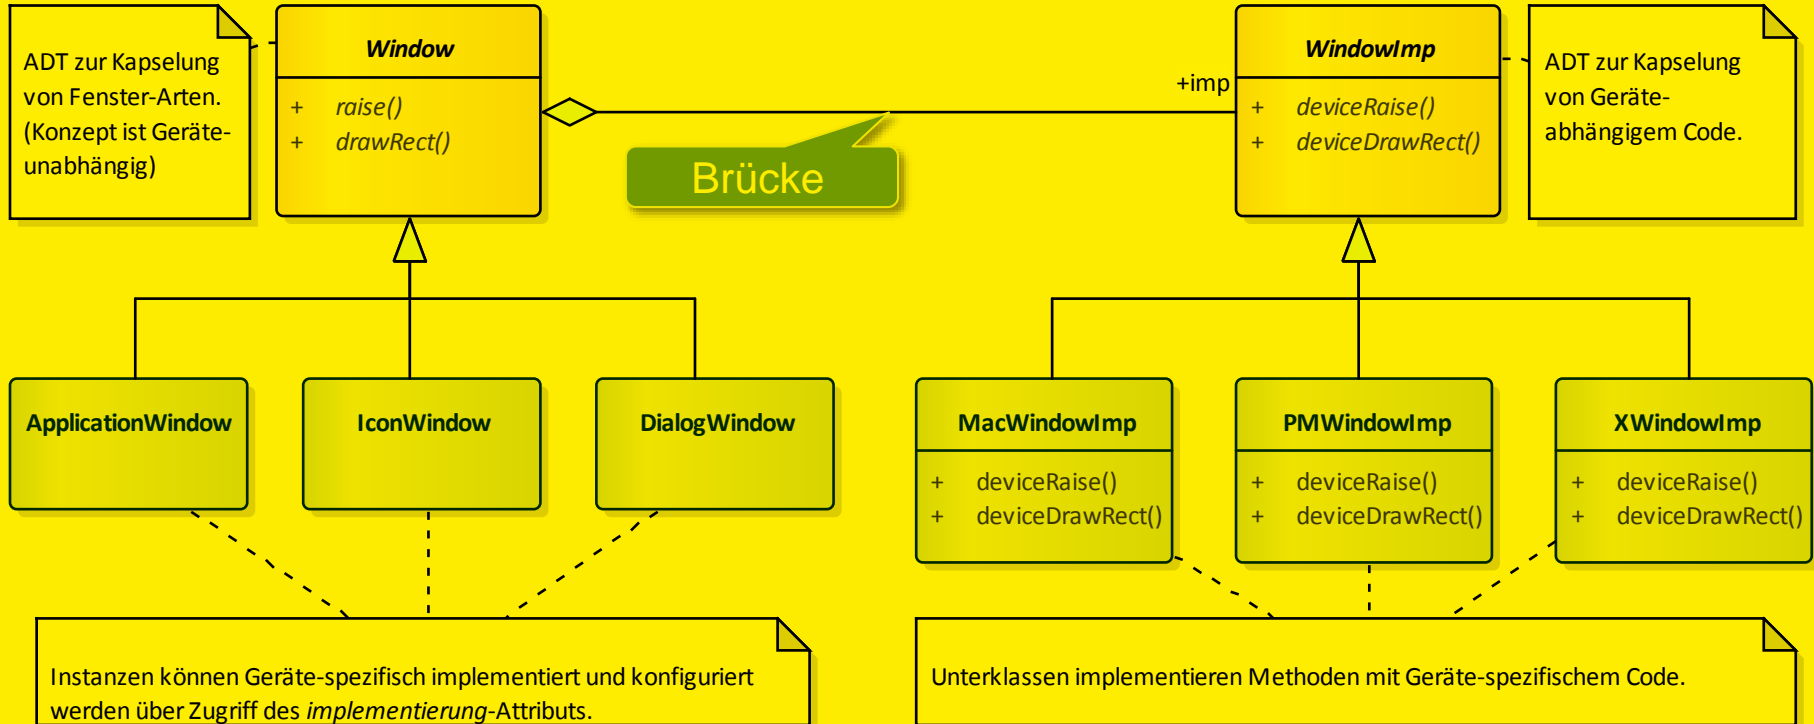 ADT zur Kapselung
von Fenster-Arten.
(Konzept ist Geräte-
unabhängig)
Window
+ raise()
+ drawRect()
+imp
Brücke
WindowImp
+ deviceRaise()
+ deviceDrawRect()
ADT zur Kapselung
von Geräte-
abhängigem Code.
ApplicationWindow
IconWindow
DialogWindow
MacWindowImp
+ deviceRaise()
+ deviceDrawRect()
PMWindowImp
+ deviceRaise()
+ deviceDrawRect()
XWindowImp
+ deviceRaise()
+ deviceDrawRect()
Instanzen können Geräte-spezifisch implementiert und konfiguriert
werden über Zugriff des implementierung-Attributs.
Unterklassen implementieren Methoden mit Geräte-spezifischem Code.